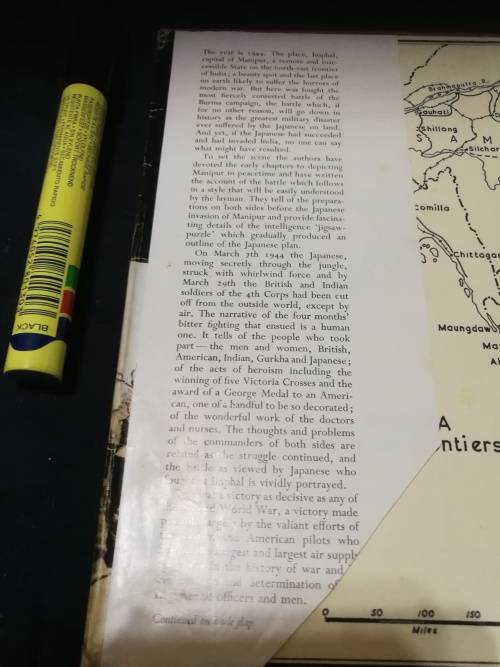 The year is 1944. The place, Imphal,
capital of Manipur, a remote and inac-
cessible State on the north-east frontier
of India; a beauty spot and the last place
on earth likely to suffer the horrors of
modern war. But here was fought the
most fiercely contested battle of the
Burma campaign, the battle which, if
for no other reason, will go down in
history as the greatest military disaster
ever suffered by the Japanese on land.
And yet, if the Japanese had succeeded
and had invaded India, no one can say
what might have resulted.
To set the scene the authors have
devoted the early chapters to depicting
Manipur in peacetime and have written
the account of the battle which follows
in a style that will be easily understood
by the layman. They tell of the prepara-
tions on both sides before the Japanese
invasion of Manipur and provide fascina-
ting details of the intelligence 'jigsaw-
puzzle' which gradually produced an
outline of the Japanese plan.
On March 7th 1944 the Japanese,
moving secretly through the jungle,
struck with whirlwind force and by
March 29th the British and Indian
soldiers of the 4th Corps had been cut
off from the outside world, except by
air. The narrative of the four months'
bitter fighting that ensued is a human
one. It tells of the people who took
part—the men and women, British,
American, Indian, Gurkha and Japanese;
of the acts of heroism including the
winning of five Victoria Crosses and the
award of a George Medal to an Ameri-
can, one of a handful to be so decorated;
of the wonderful work of the doctors
and nurses. The thoughts and problems
of the commanders of both sides are
related as the struggle continued, and
the battle as viewed by Japanese who
fought at Imphal is vividly portrayed.
victory as decisive as any of
World War, a victory made
by the valiant efforts of
American pilots who
and largest air supply
history of war and
determination of
officers and men.
Continued on back flap
Brahmaputra R.
Gauhati
Shillong
A
M
Silchar
Comilla
Chittagong
Maungdaw
A
ntiers
0 50 100 150
Miles
BLACK